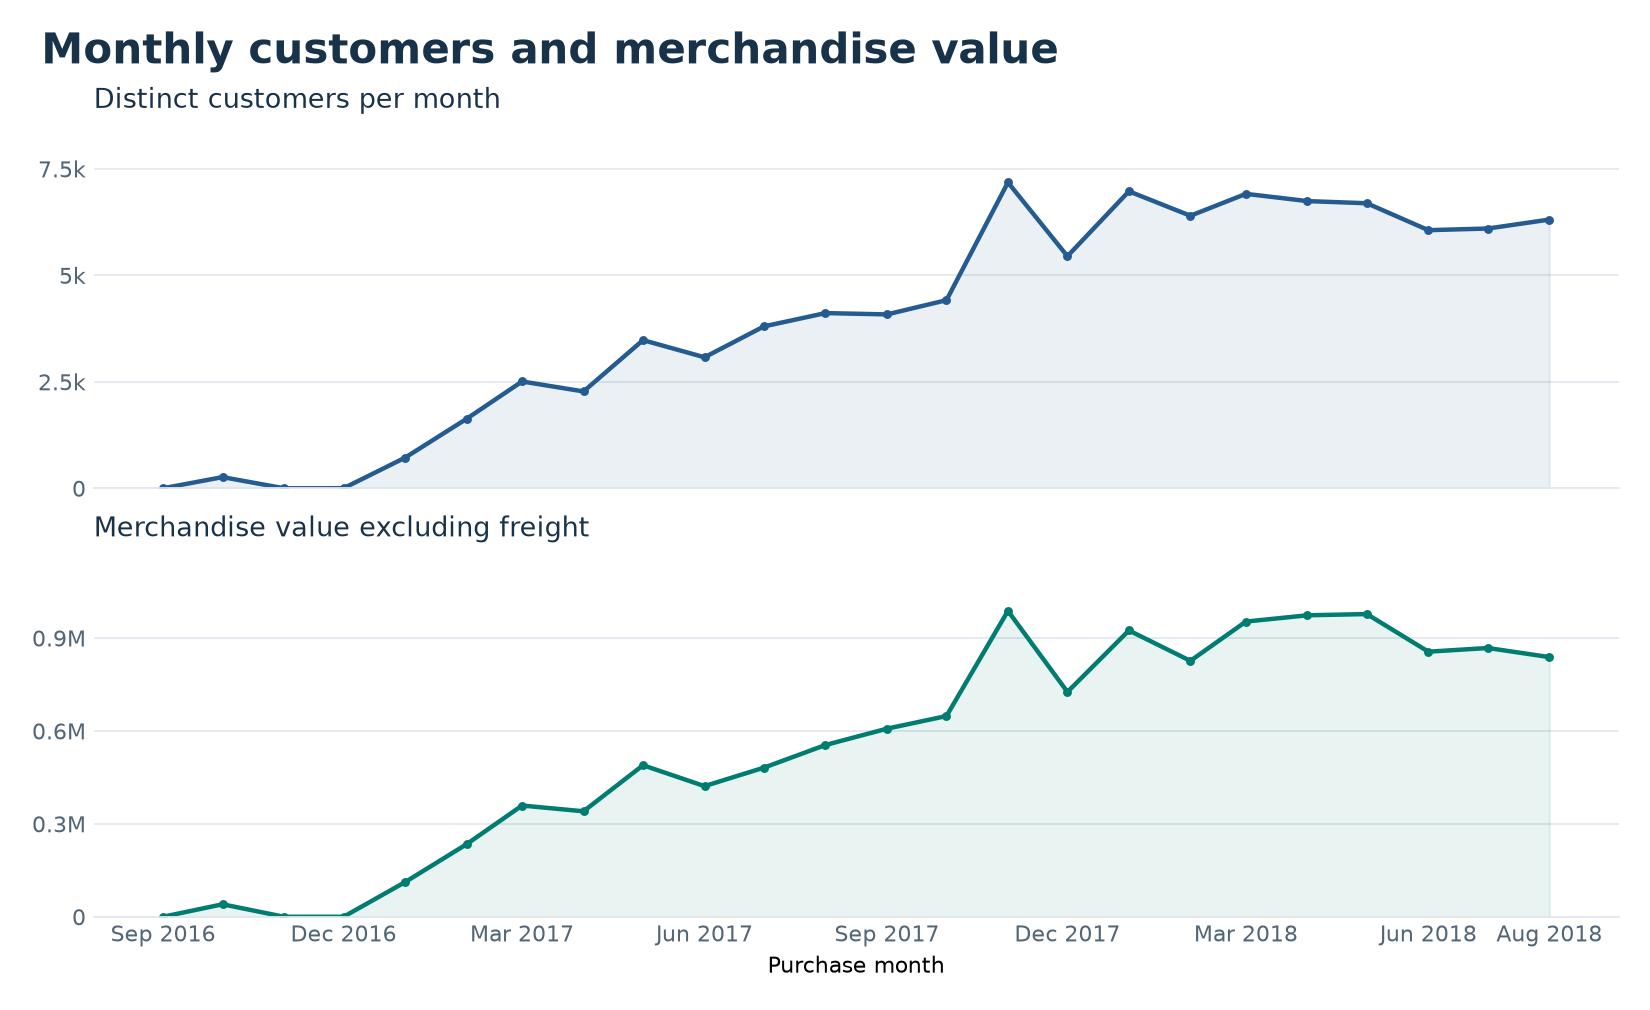 Monthly customers and merchandise value
Distinct customers per month
7.5k
5k
2.5k
0
Merchandise value excluding freight
0.9M
0.6M
0.3M
0
Sep 2016 Dec 2016 Mar 2017 Jun 2017 Sep 2017 Dec 2017 Mar 2018 Jun 2018 Aug 2018
Purchase month